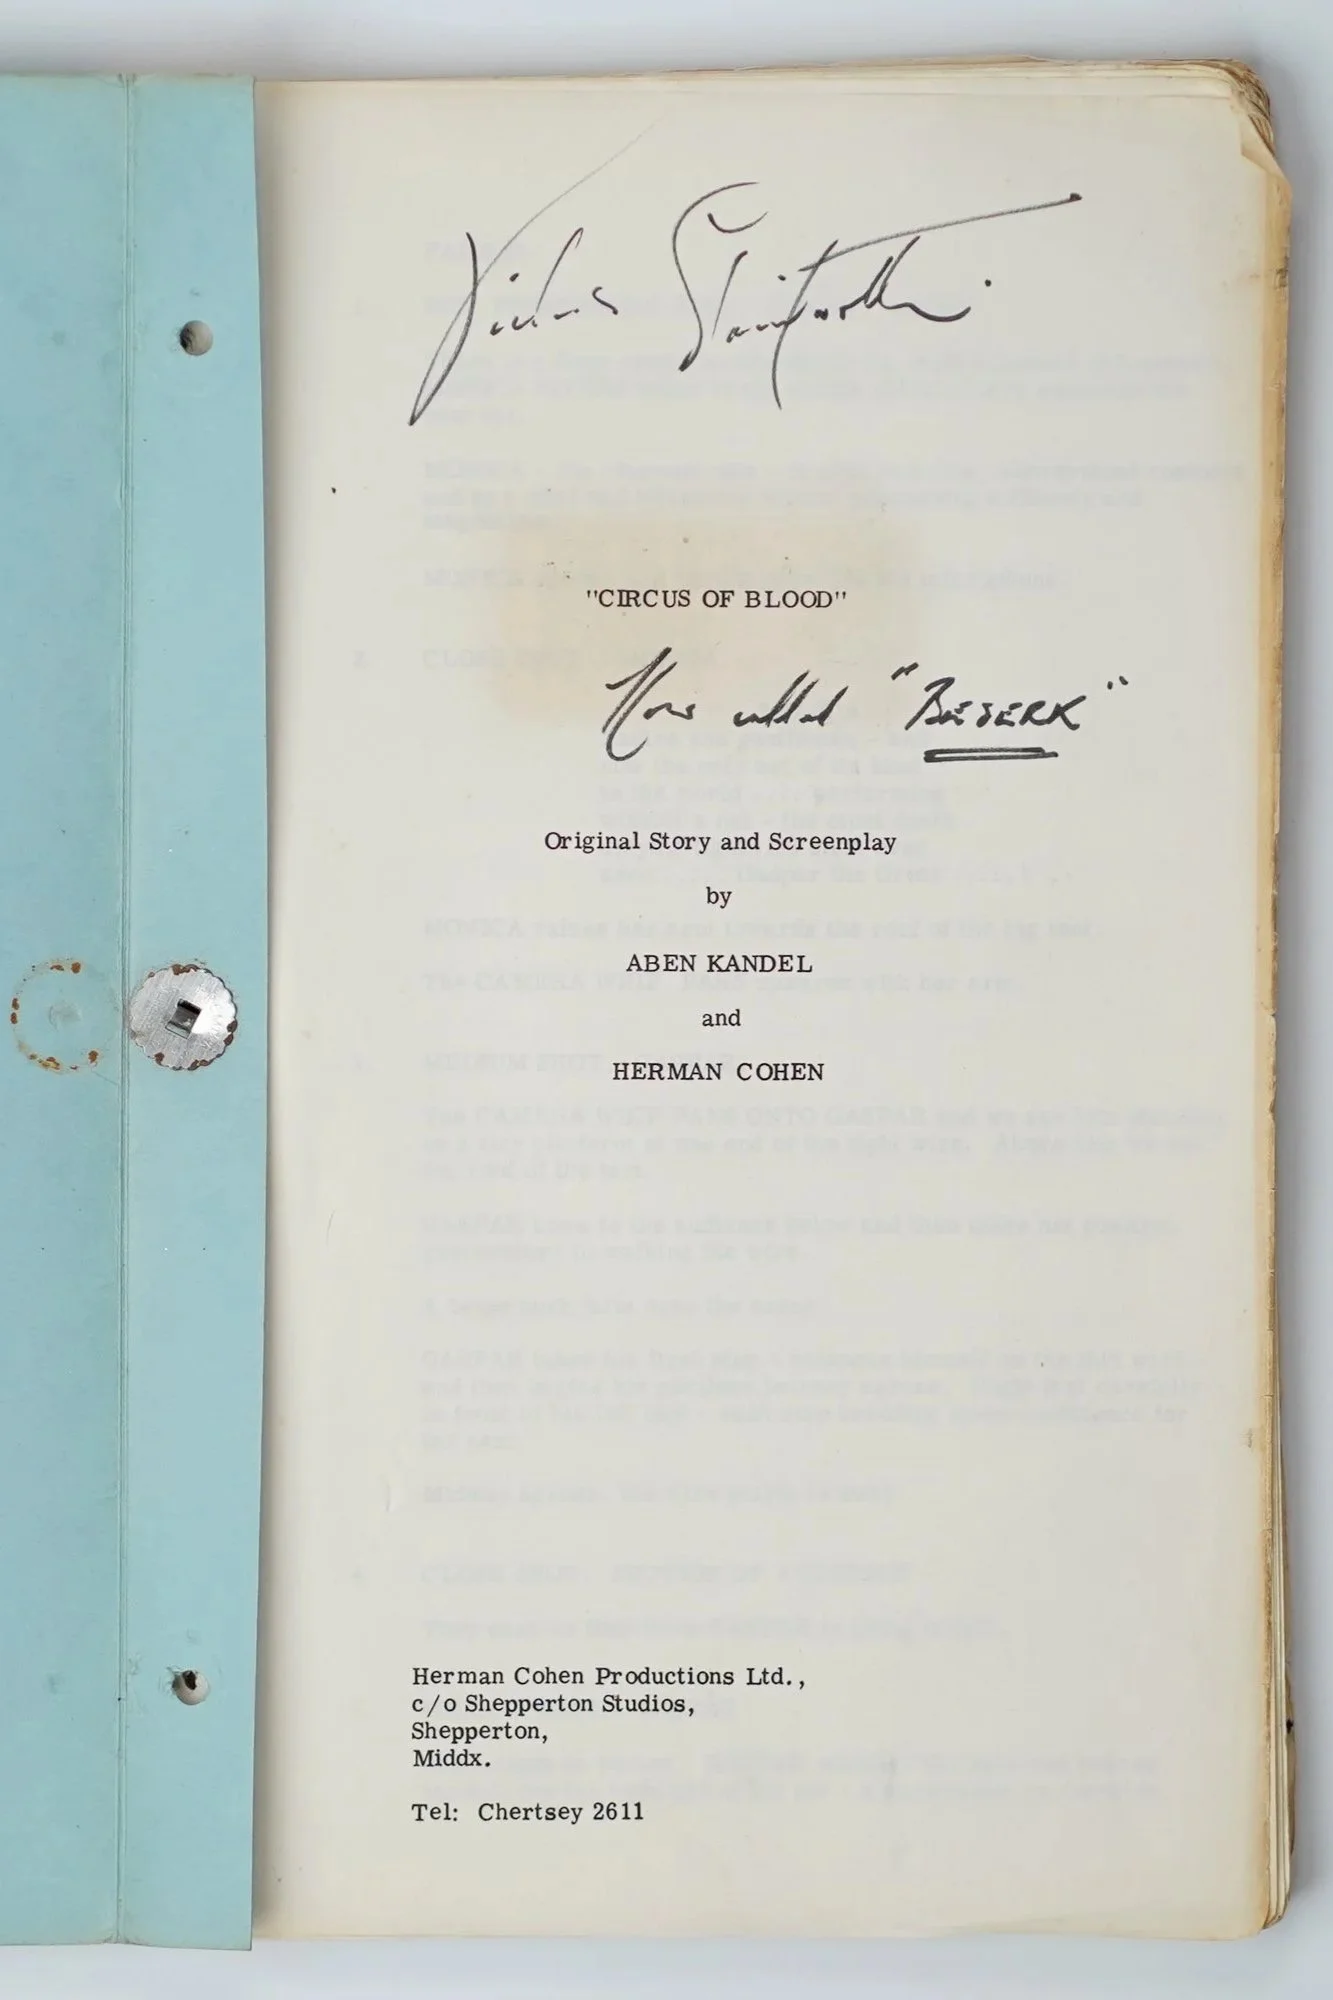 "CIRCUS OF BLOOD"
Now called "BESERK"
Original Story and Screenplay
by
ABEN KANDEL
and
HERMAN COHEN
Herman Cohen Productions Ltd.,
c/o Shepperton Studios,
Shepperton,
Middx.
Tel: Chertsey 2611